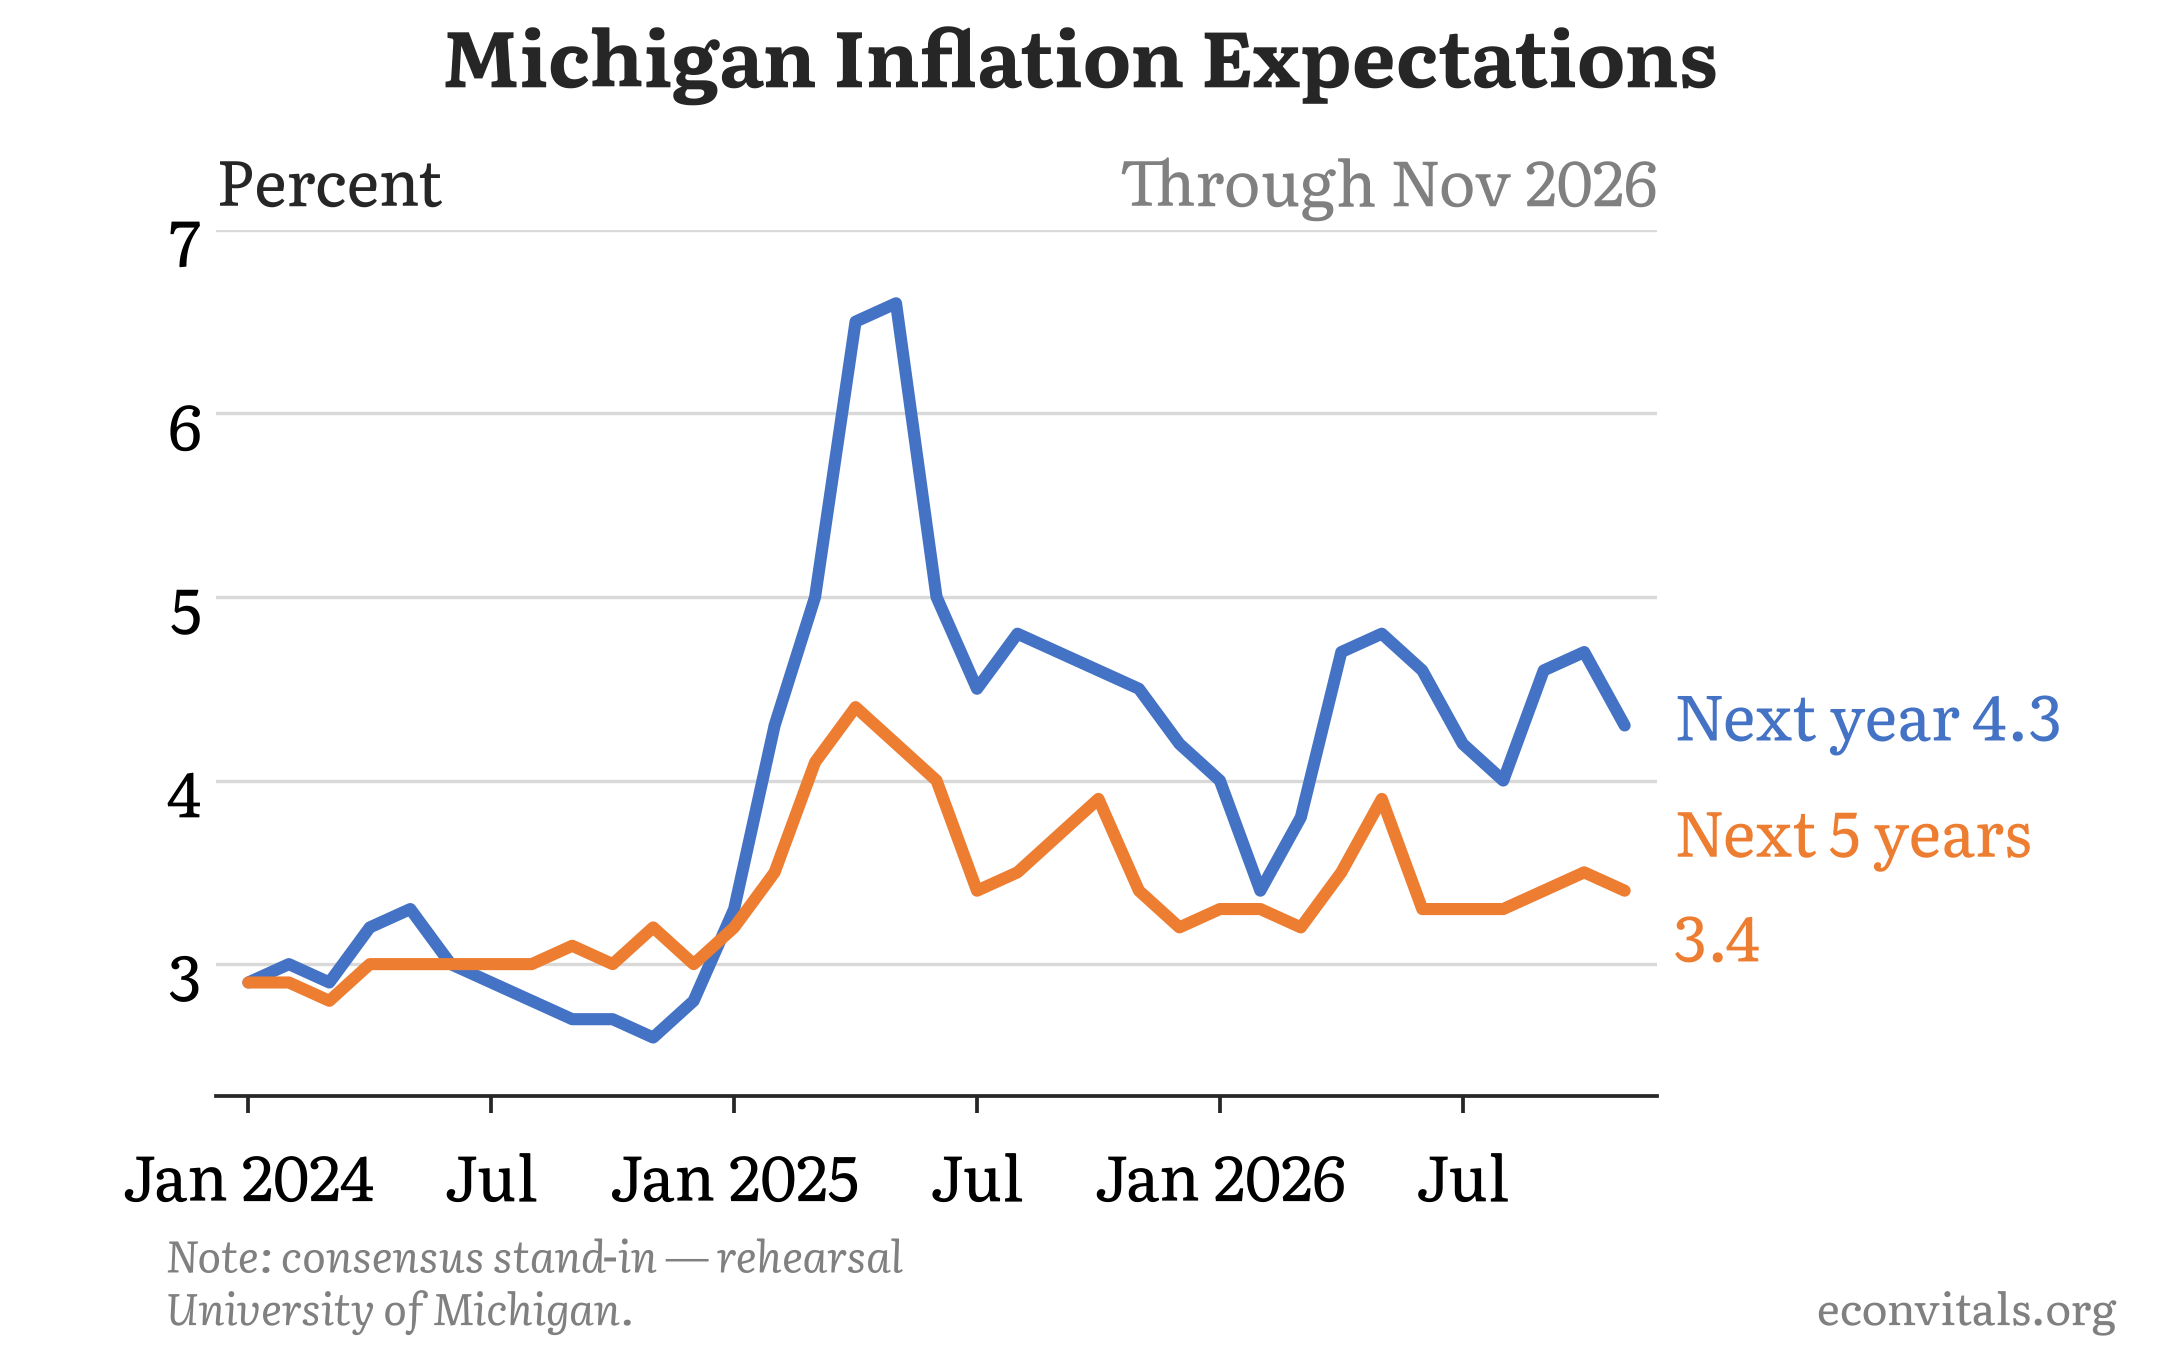 Michigan Inflation Expectations
Percent
Through Nov 2026
7
6
5
4
3
Next year 4.3
Next 5 years
3.4
Jan 2024
Jul
Jan 2025
Jul
Jan 2026
Jul
Note: consensus stand-in — rehearsal
University of Michigan.
econvitals.org